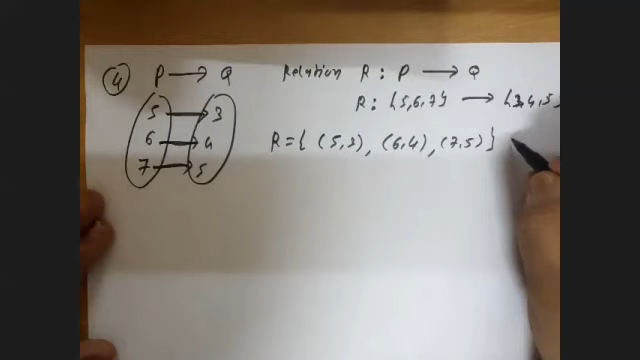 4 P → Q Relation R : P → Q
R : {5,6,7} → {3,4,5}
5 → 3
6 → 4 R = { (5,3), (6,4), (7,5) }
7 → 5